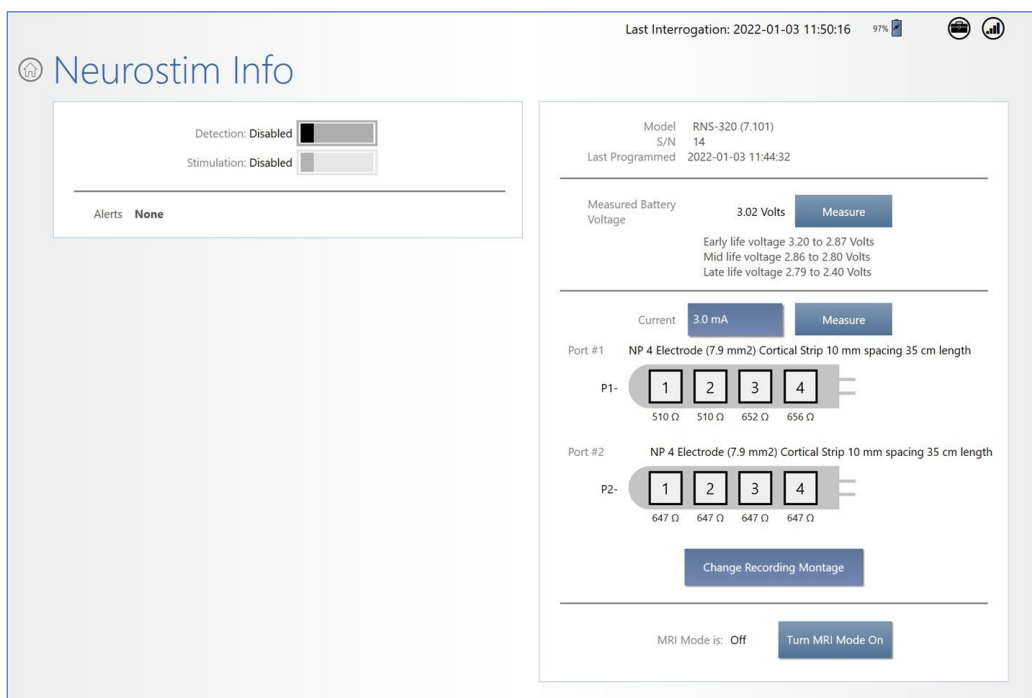 Last Interrogation: 2022-01-03 11:50:16 97%
Neurostim Info
Detection: Disabled
Stimulation: Disabled
Alerts None
Model RNS-320 (7.101)
S/N 14
Last Programmed 2022-01-03 11:44:32
Measured Battery
Voltage
3.02 Volts Measure
Early life voltage 3.20 to 2.87 Volts
Mid life voltage 2.86 to 2.80 Volts
Late life voltage 2.79 to 2.40 Volts
Current 3.0 mA Measure
Port #1 NP 4 Electrode (7.9 mm2) Cortical Strip 10 mm spacing 35 cm length
P1- 1 2 3 4
510 Ω 510 Ω 652 Ω 656 Ω
Port #2 NP 4 Electrode (7.9 mm2) Cortical Strip 10 mm spacing 35 cm length
P2- 1 2 3 4
647 Ω 647 Ω 647 Ω 647 Ω
Change Recording Montage
MRI Mode is: Off Turn MRI Mode On